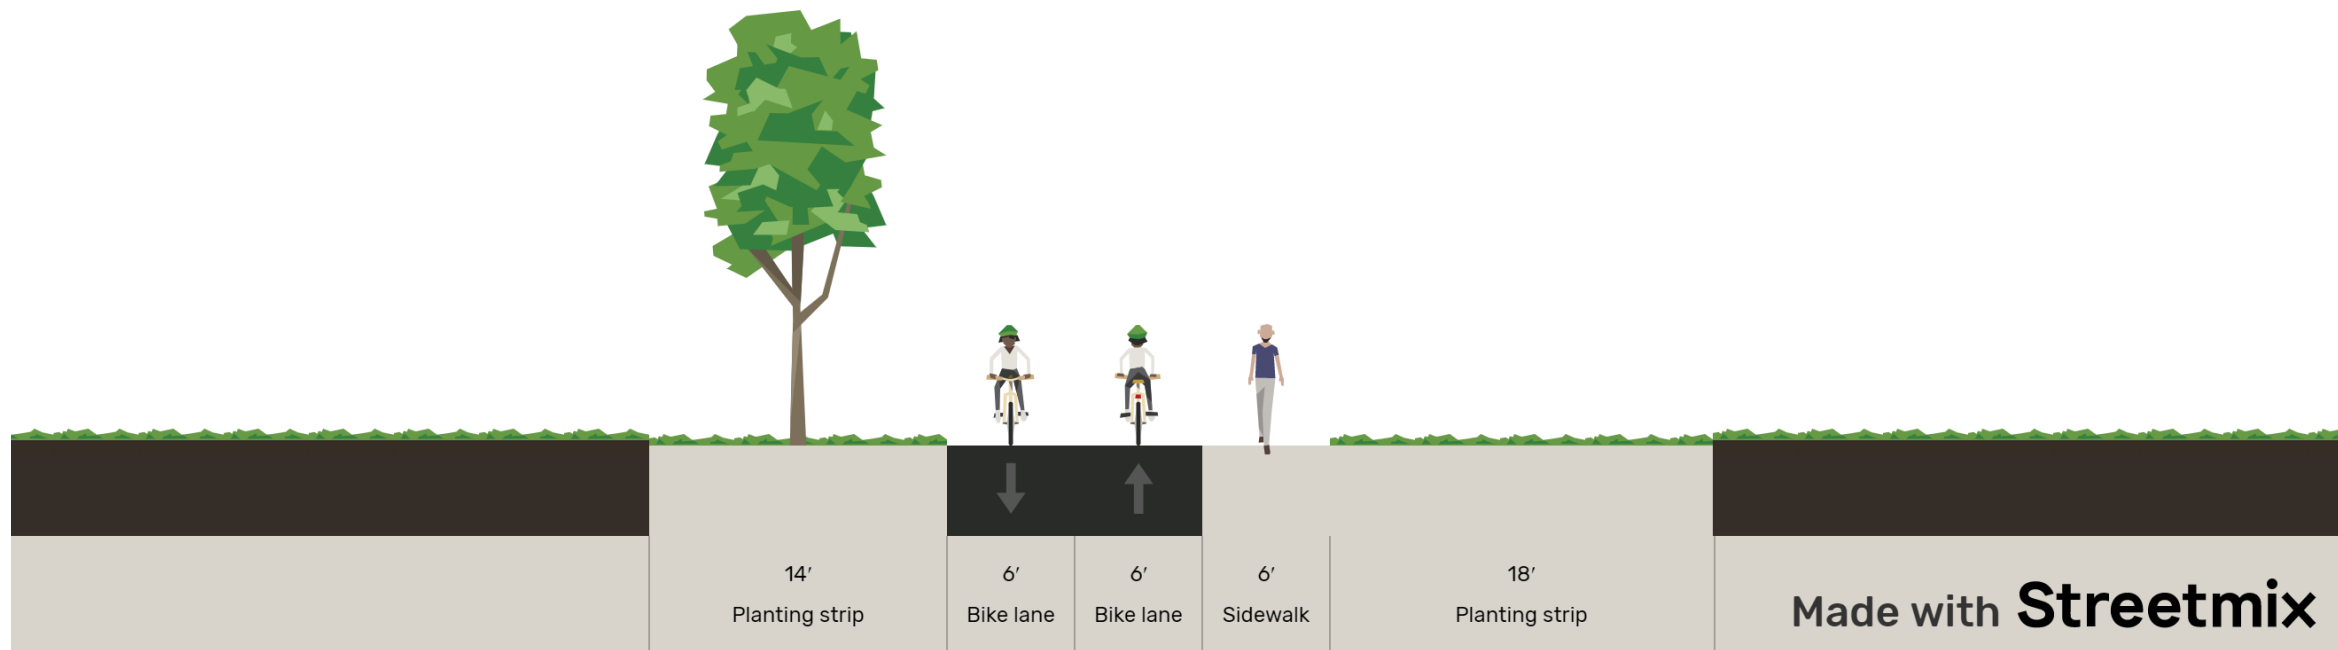 14′
Planting strip
6′
Bike lane
6′
Bike lane
6′
Sidewalk
18′
Planting strip
Made with Streetmix